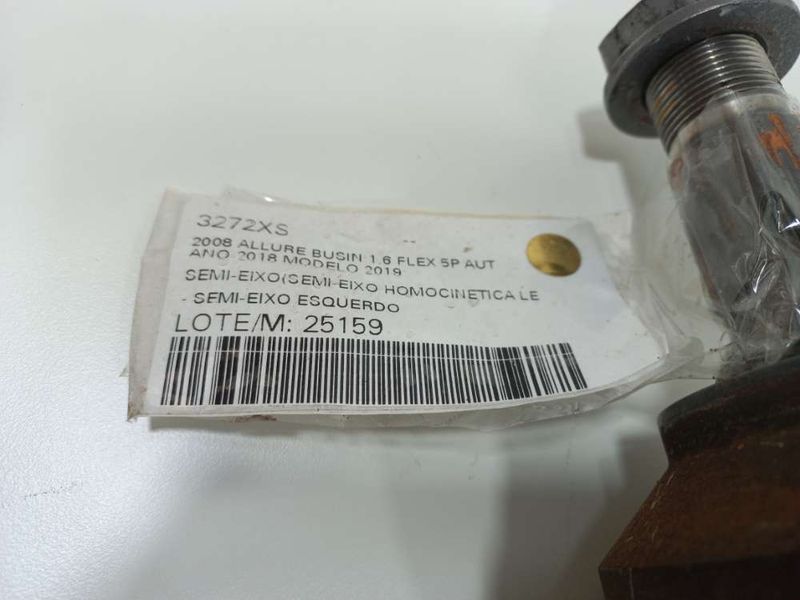 3272XS
2008 ALLURE BUSIN 1.6 FLEX 5P AUT
ANO 2018 MODELO 2019
SEMI-EIXO(SEMI-EIXO HOMOCINETICA LE
- SEMI-EIXO ESQUERDO
LOTE/M: 25159